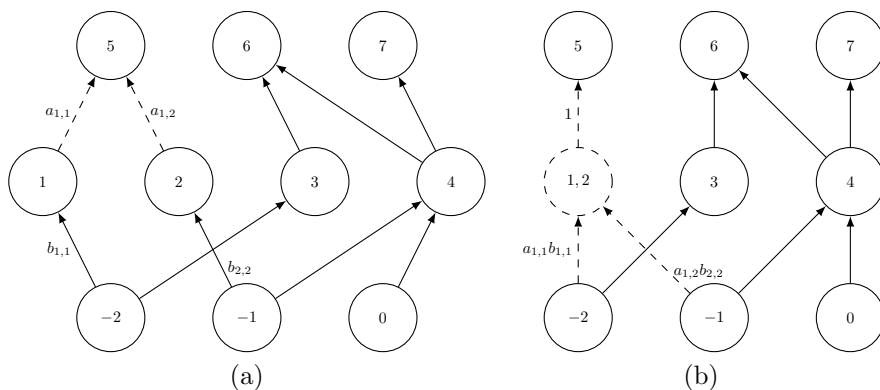 5 6 7 5 6 7
a₁,₁ a₁,₂ 1
1 2 3 4 1, 2 3 4
b₁,₁ b₂,₂ a₁,₁b₁,₁ a₁,₂b₂,₂
−2 −1 0 −2 −1 0
(a) (b)